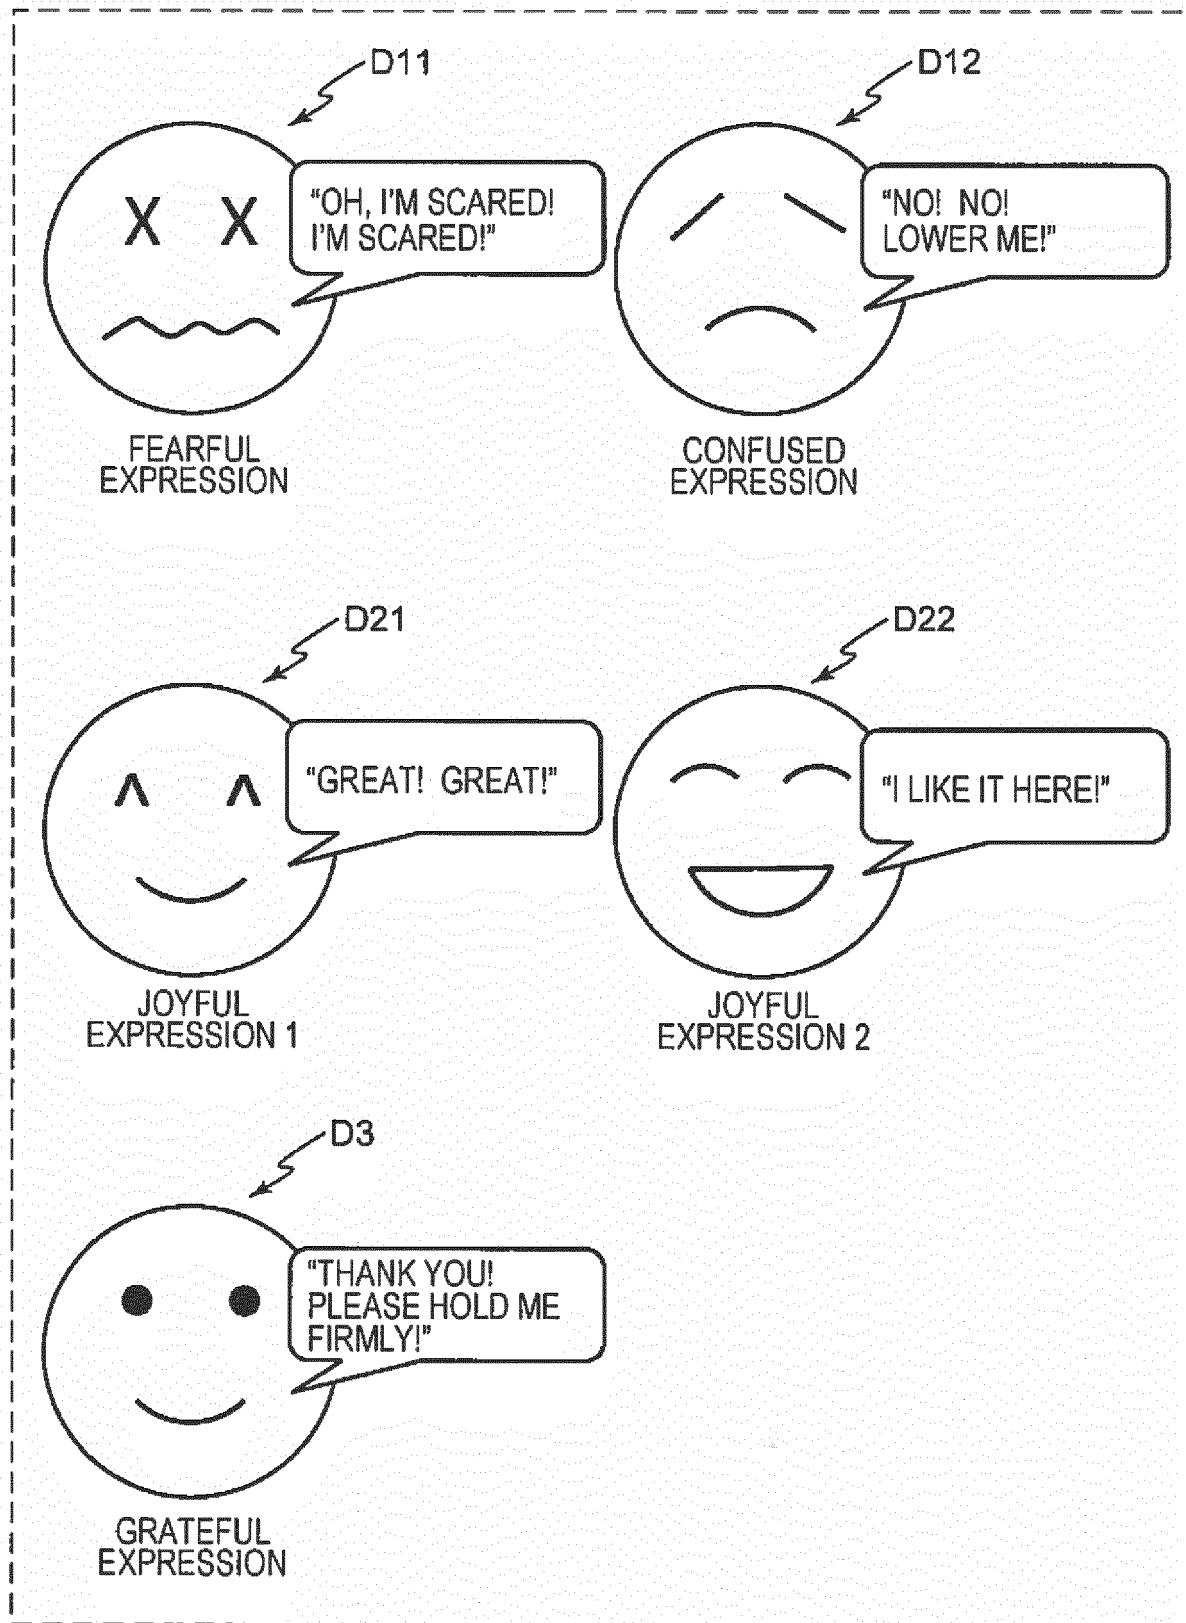 D11
D12
"OH, I'M SCARED!
I'M SCARED!"
"NO!  NO!
LOWER ME!"
X X
FEARFUL
EXPRESSION
CONFUSED
EXPRESSION
D21
D22
"GREAT!  GREAT!"
"I LIKE IT HERE!"
JOYFUL
EXPRESSION 1
JOYFUL
EXPRESSION 2
D3
"THANK YOU!
PLEASE HOLD ME
FIRMLY!"
GRATEFUL
EXPRESSION